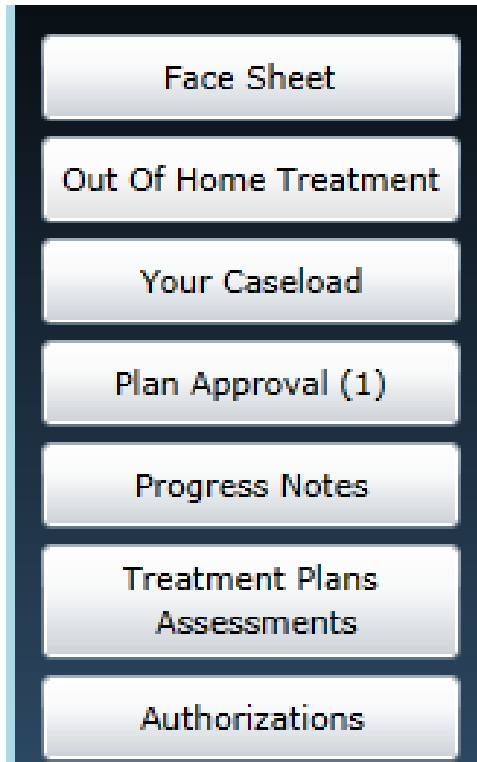 Face Sheet
Out Of Home Treatment
Your Caseload
Plan Approval (1)
Progress Notes
Treatment Plans
Assessments
Authorizations